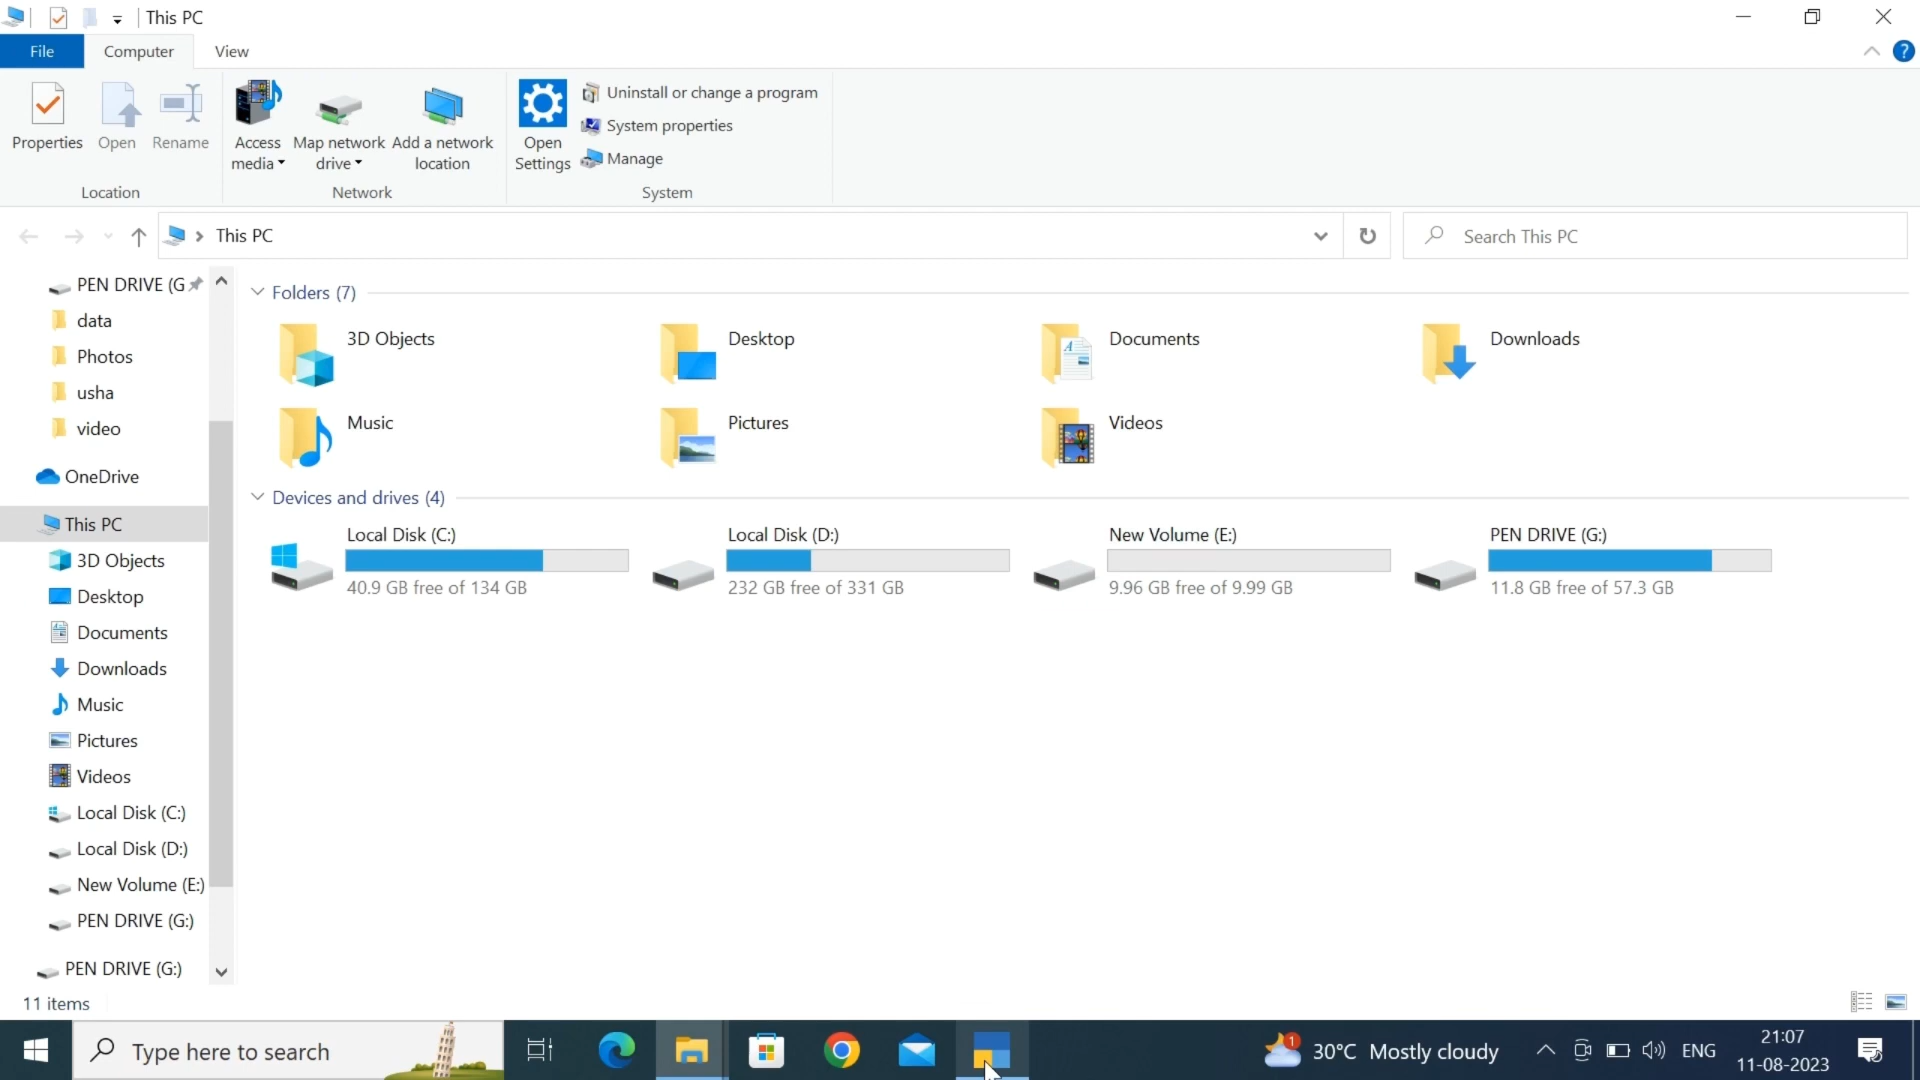 This PC
File
Computer
View
Properties
Open
Rename
Access media
Map network drive
Add a network location
Open Settings
Uninstall or change a program
System properties
Manage
Location
Network
System
This PC
Search This PC
PEN DRIVE (G
data
Photos
usha
video
OneDrive
This PC
3D Objects
Desktop
Documents
Downloads
Music
Pictures
Videos
Local Disk (C:)
Local Disk (D:)
New Volume (E:)
PEN DRIVE (G:)
PEN DRIVE (G:)
Folders (7)
3D Objects
Desktop
Documents
Downloads
Music
Pictures
Videos
Devices and drives (4)
Local Disk (C:)
40.9 GB free of 134 GB
Local Disk (D:)
232 GB free of 331 GB
New Volume (E:)
9.96 GB free of 9.99 GB
PEN DRIVE (G:)
11.8 GB free of 57.3 GB
11 items
Type here to search
1
30°C Mostly cloudy
ENG
21:07
11-08-2023